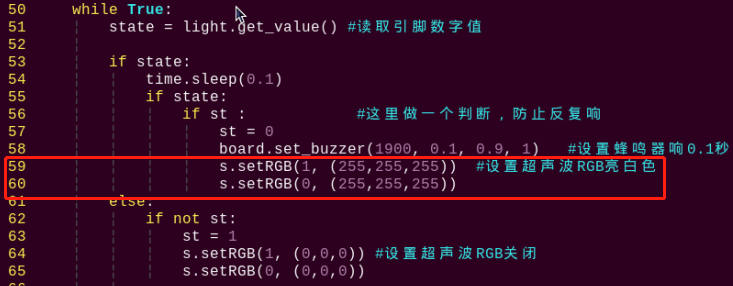 50 while True:
51 state = light.get_value() #读取引脚数字值
52
53 if state:
54 time.sleep(0.1)
55 if state:
56 if st : #这里做一个判断，防止反复响
57 st = 0
58 board.set_buzzer(1900, 0.1, 0.9, 1) #设置蜂鸣器响0.1秒
59 s.setRGB(1, (255,255,255)) #设置超声波RGB亮白色
60 s.setRGB(0, (255,255,255))
61 else:
62 if not st:
63 st = 1
64 s.setRGB(1, (0,0,0)) #设置超声波RGB关闭
65 s.setRGB(0, (0,0,0))